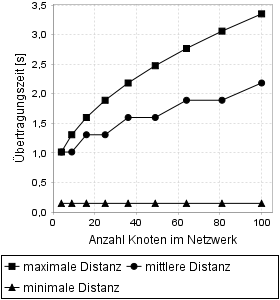 3,5
3,0
2,5
2,0
1,5
1,0
0,5
0,0
Übertragungszeit [s]
0 20 40 60 80 100
Anzahl Knoten im Netzwerk
maximale Distanz mittlere Distanz
minimale Distanz